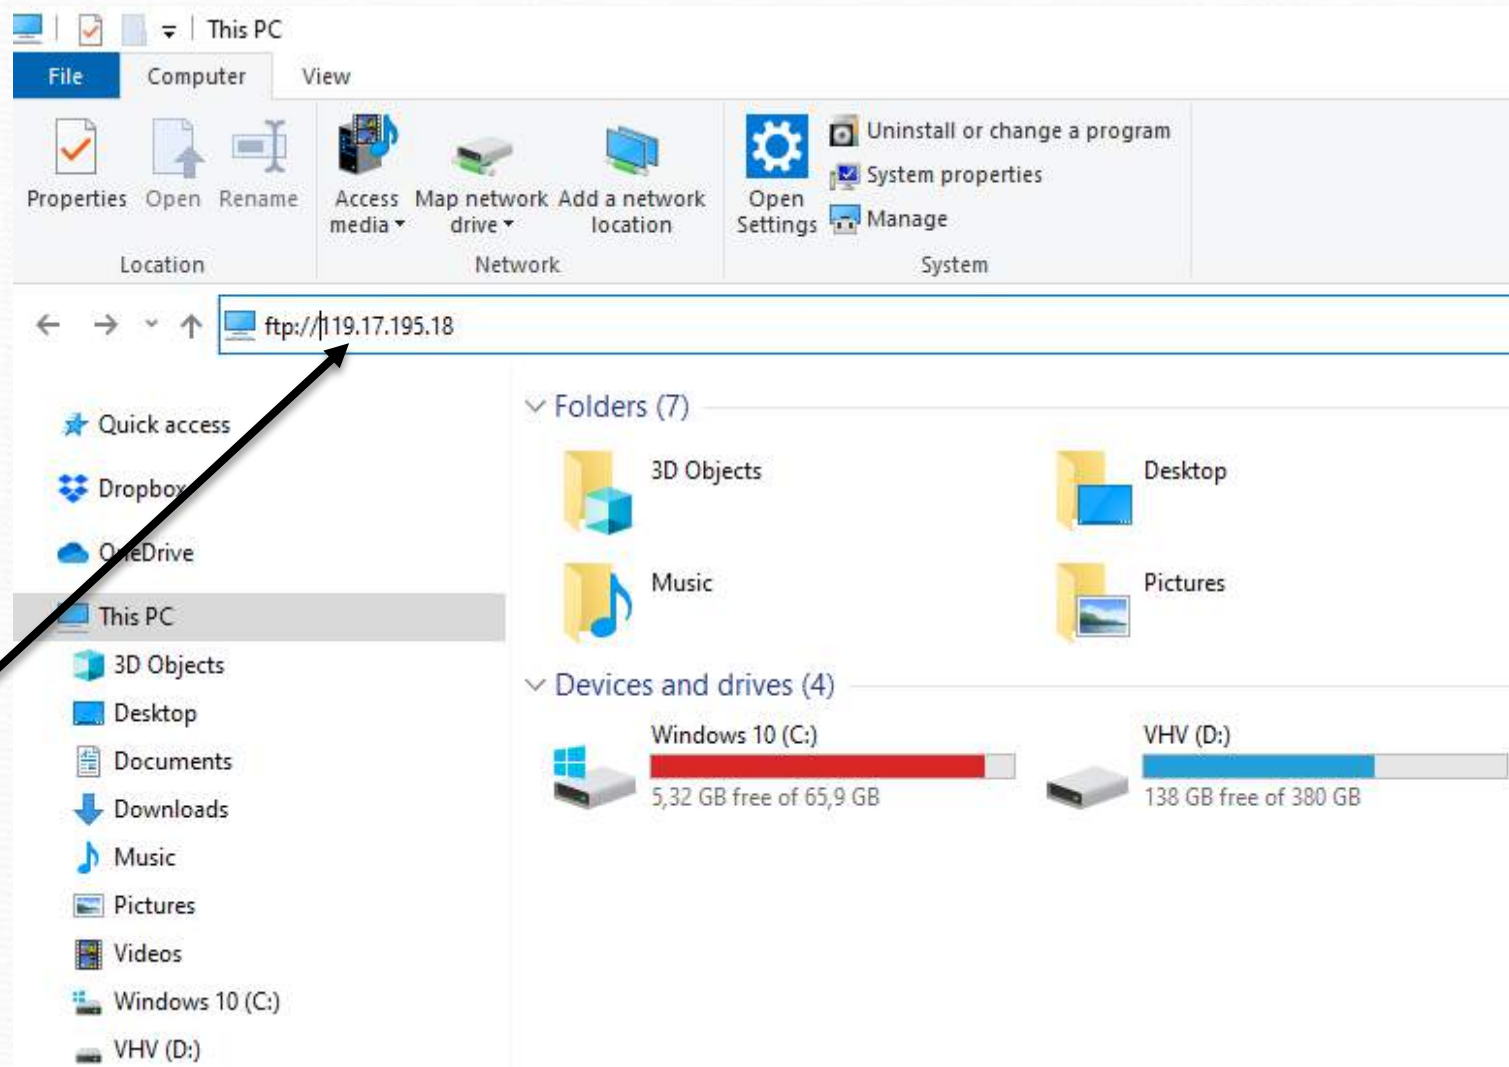 This PC
File Computer View
Properties Open Rename
Access media
Map network drive
Add a network location
Open Settings
Uninstall or change a program
System properties
Manage
Location Network System
ftp://119.17.195.18
Quick access
Dropbox
OneDrive
This PC
3D Objects
Desktop
Documents
Downloads
Music
Pictures
Videos
Windows 10 (C:)
VHV (D:)
Folders (7)
3D Objects
Desktop
Music
Pictures
Devices and drives (4)
Windows 10 (C:)
5,32 GB free of 65,9 GB
VHV (D:)
138 GB free of 380 GB